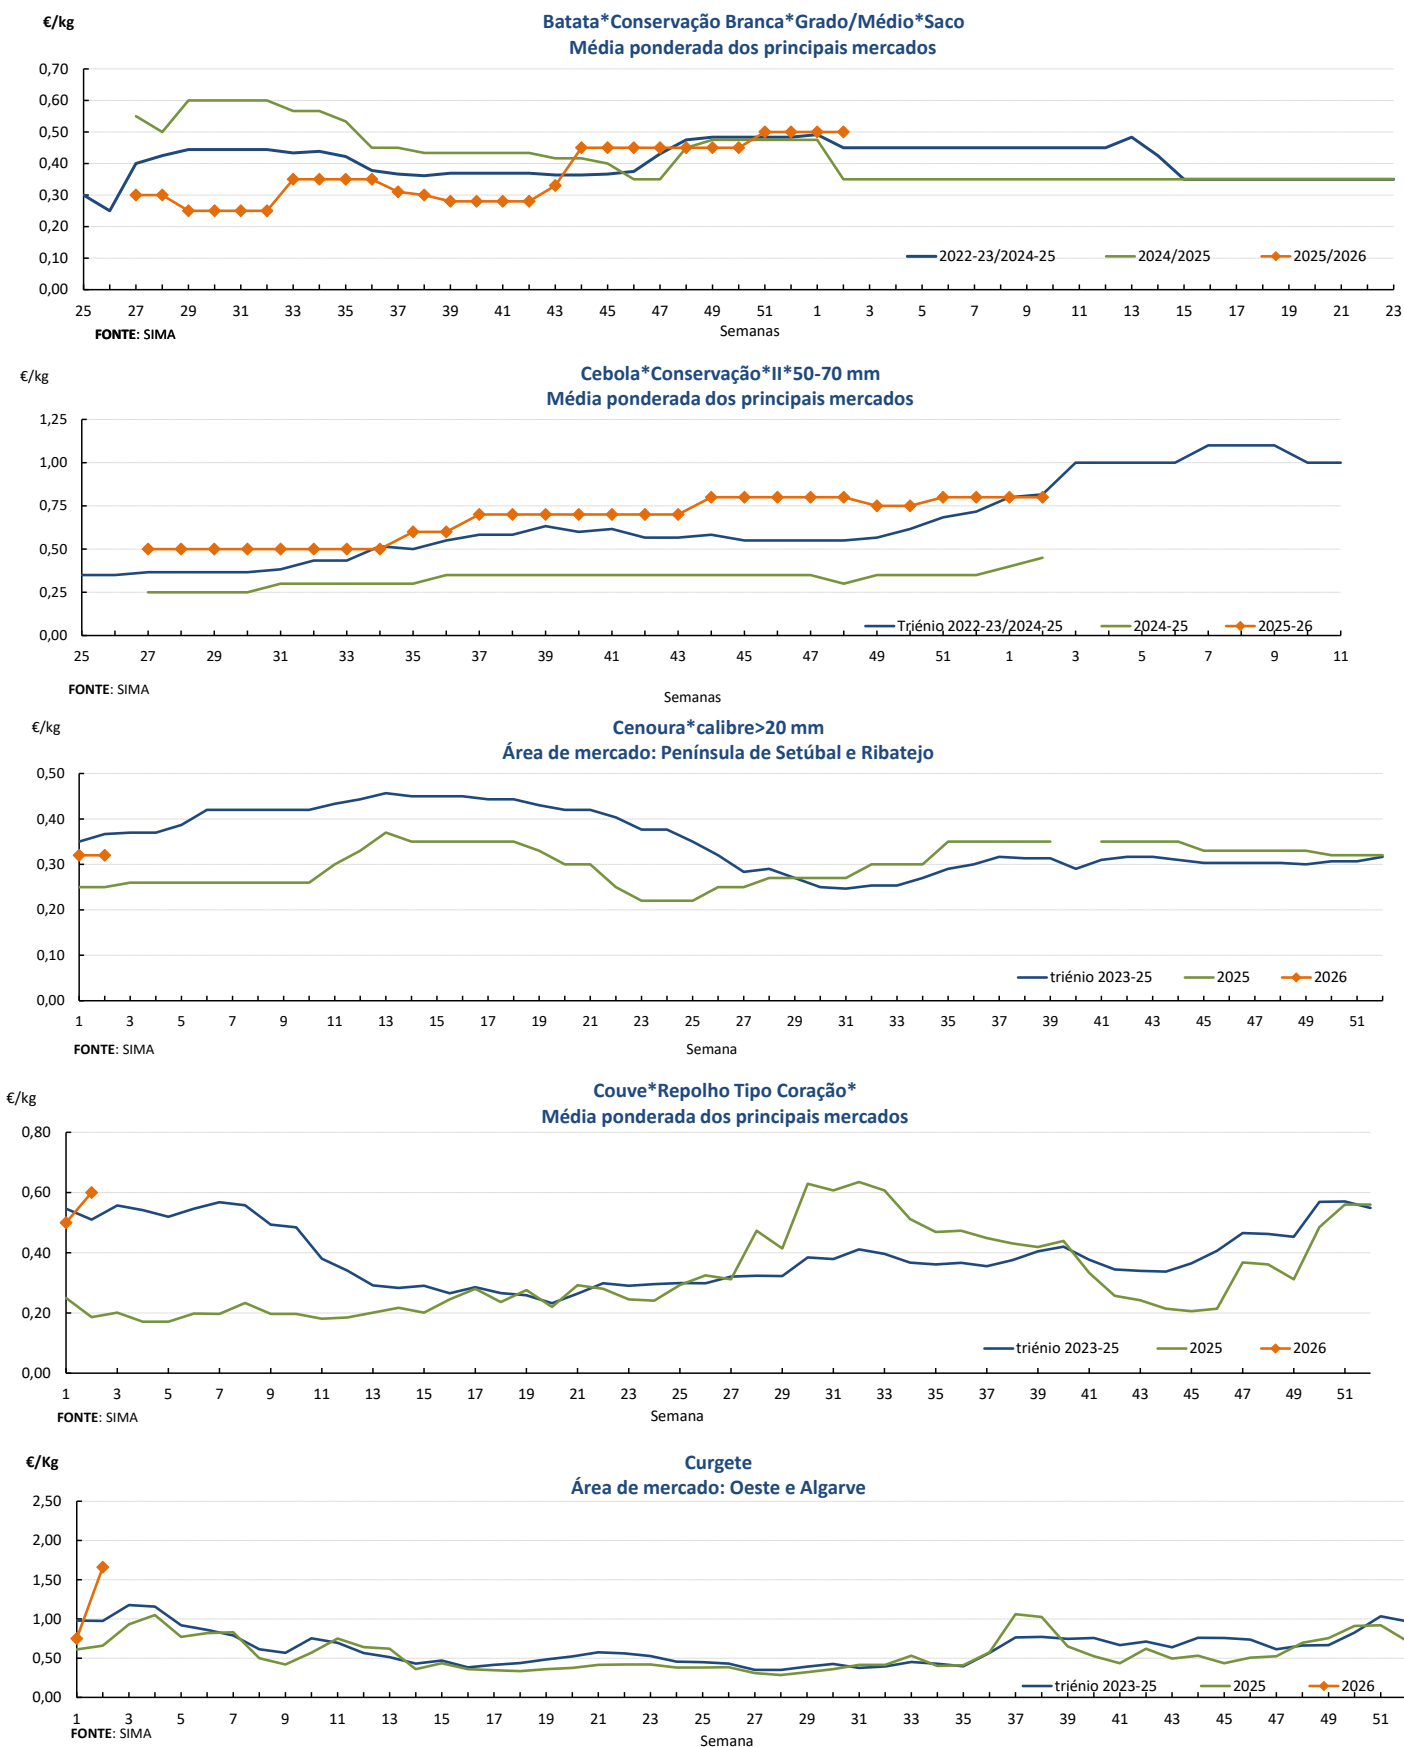 €/kg
Batata*Conservação Branca*Grado/Médio*Saco
Média ponderada dos principais mercados
0,70
0,60
0,50
0,40
0,30
0,20
0,10
0,00
2022-23/2024-25 2024/2025 2025/2026
25 27 29 31 33 35 37 39 41 43 45 47 49 51 1 3 5 7 9 11 13 15 17 19 21 23
Semanas
FONTE: SIMA
€/kg
Cebola*Conservação*II*50-70 mm
Média ponderada dos principais mercados
1,25
1,00
0,75
0,50
0,25
0,00
Triénio 2022-23/2024-25 2024-25 2025-26
25 27 29 31 33 35 37 39 41 43 45 47 49 51 1 3 5 7 9 11
FONTE: SIMA
Semanas
€/kg
Cenoura*calibre>20 mm
Área de mercado: Península de Setúbal e Ribatejo
0,50
0,40
0,30
0,20
0,10
0,00
triénio 2023-25 2025 2026
1 3 5 7 9 11 13 15 17 19 21 23 25 27 29 31 33 35 37 39 41 43 45 47 49 51
FONTE: SIMA
Semana
€/kg
Couve*Repolho Tipo Coração*
Média ponderada dos principais mercados
0,80
0,60
0,40
0,20
0,00
triénio 2023-25 2025 2026
1 3 5 7 9 11 13 15 17 19 21 23 25 27 29 31 33 35 37 39 41 43 45 47 49 51
FONTE: SIMA
Semana
€/Kg
Curgete
Área de mercado: Oeste e Algarve
2,50
2,00
1,50
1,00
0,50
0,00
triénio 2023-25 2025 2026
1 3 5 7 9 11 13 15 17 19 21 23 25 27 29 31 33 35 37 39 41 43 45 47 49 51
FONTE: SIMA
Semana